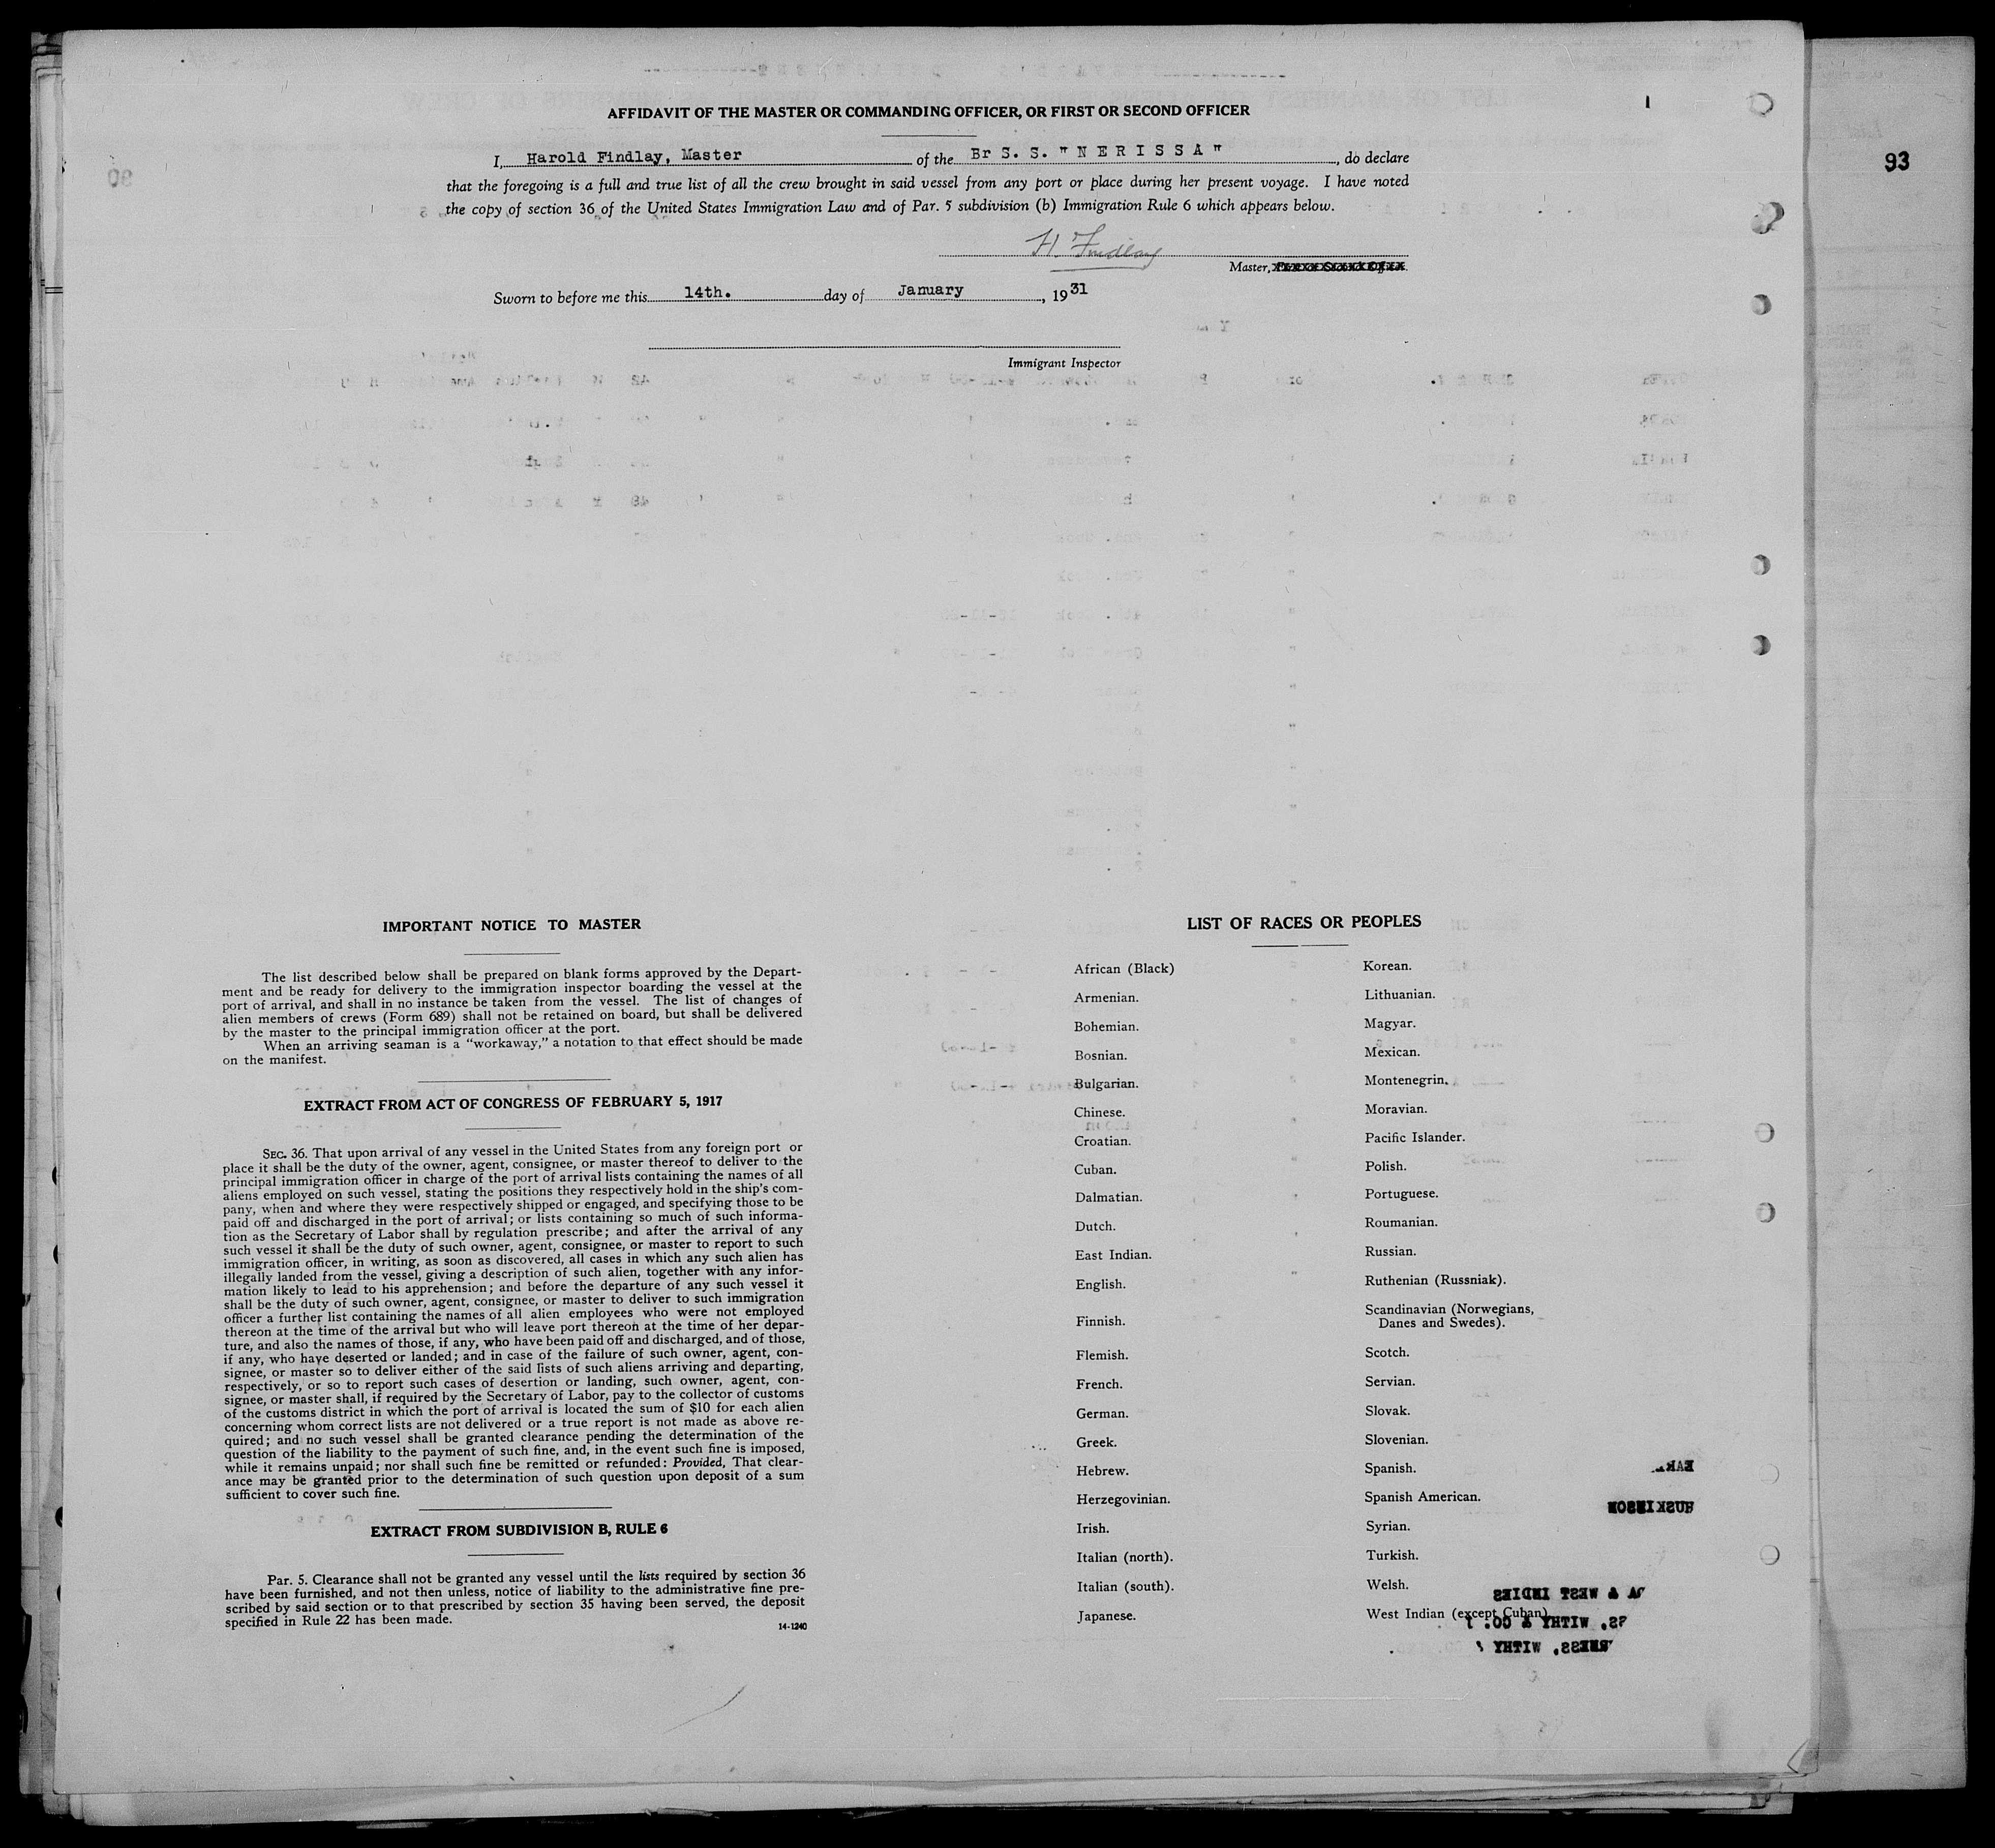 AFFIDAVIT OF THE MASTER OR COMMANDING OFFICER, OR FIRST OR SECOND OFFICER
I, Harold Findlay, Master of the Br S. S. "N E R I S S A", do declare
that the foregoing is a full and true list of all the crew brought in said vessel from any port or place during her present voyage. I have noted
the copy of section 36 of the United States Immigration Law and of Par. 5 subdivision (b) Immigration Rule 6 which appears below.
H. Findlay
Master,
Sworn to before me this 14th. day of January, 1931
Immigrant Inspector
93
IMPORTANT NOTICE TO MASTER
The list described below shall be prepared on blank forms approved by the Depart-
ment and be ready for delivery to the immigration inspector boarding the vessel at the
port of arrival, and shall in no instance be taken from the vessel. The list of changes of
alien members of crews (Form 689) shall not be retained on board, but shall be delivered
by the master to the principal immigration officer at the port.
When an arriving seaman is a "workaway," a notation to that effect should be made
on the manifest.
EXTRACT FROM ACT OF CONGRESS OF FEBRUARY 5, 1917
SEC. 36. That upon arrival of any vessel in the United States from any foreign port or
place it shall be the duty of the owner, agent, consignee, or master thereof to deliver to the
principal immigration officer in charge of the port of arrival lists containing the names of all
aliens employed on such vessel, stating the positions they respectively hold in the ship's com-
pany, when and where they were respectively shipped or engaged, and specifying those to be
paid off and discharged in the port of arrival; or lists containing so much of such informa-
tion as the Secretary of Labor shall by regulation prescribe; and after the arrival of any
such vessel it shall be the duty of such owner, agent, consignee, or master to report to such
immigration officer, in writing, as soon as discovered, all cases in which any such alien has
illegally landed from the vessel, giving a description of such alien, together with any infor-
mation likely to lead to his apprehension; and before the departure of any such vessel it
shall be the duty of such owner, agent, consignee, or master to deliver to such immigration
officer a further list containing the names of all alien employees who were not employed
thereon at the time of the arrival but who will leave port thereon at the time of her depar-
ture, and also the names of those, if any, who have been paid off and discharged, and of those,
if any, who have deserted or landed; and in case of the failure of such owner, agent, con-
signee, or master so to deliver either of the said lists of such aliens arriving and departing,
respectively, or so to report such cases of desertion or landing, such owner, agent, con-
signee, or master shall, if required by the Secretary of Labor, pay to the collector of customs
of the customs district in which the port of arrival is located the sum of $10 for each alien
concerning whom correct lists are not delivered or a true report is not made as above re-
quired; and no such vessel shall be granted clearance pending the determination of the
question of the liability to the payment of such fine, and, in the event such fine is imposed,
while it remains unpaid; nor shall such fine be remitted or refunded: Provided, That clear-
ance may be granted prior to the determination of such question upon deposit of a sum
sufficient to cover such fine.
EXTRACT FROM SUBDIVISION B, RULE 6
Par. 5. Clearance shall not be granted any vessel until the lists required by section 36
have been furnished, and not then unless, notice of liability to the administrative fine pre-
scribed by said section or to that prescribed by section 35 having been served, the deposit
specified in Rule 22 has been made.
14-1240
LIST OF RACES OR PEOPLES
African (Black)
Armenian.
Bohemian.
Bosnian.
Bulgarian.
Chinese.
Croatian.
Cuban.
Dalmatian.
Dutch.
East Indian.
English.
Finnish.
Flemish.
French.
German.
Greek.
Hebrew.
Herzegovinian.
Irish.
Italian (north).
Italian (south).
Japanese.
Korean.
Lithuanian.
Magyar.
Mexican.
Montenegrin.
Moravian.
Pacific Islander.
Polish.
Portuguese.
Roumanian.
Russian.
Ruthenian (Russniak).
Scandinavian (Norwegians,
Danes and Swedes).
Scotch.
Servian.
Slovak.
Slovenian.
Spanish.
Spanish American.
Syrian.
Turkish.
Welsh.
West Indian (except Cuban).